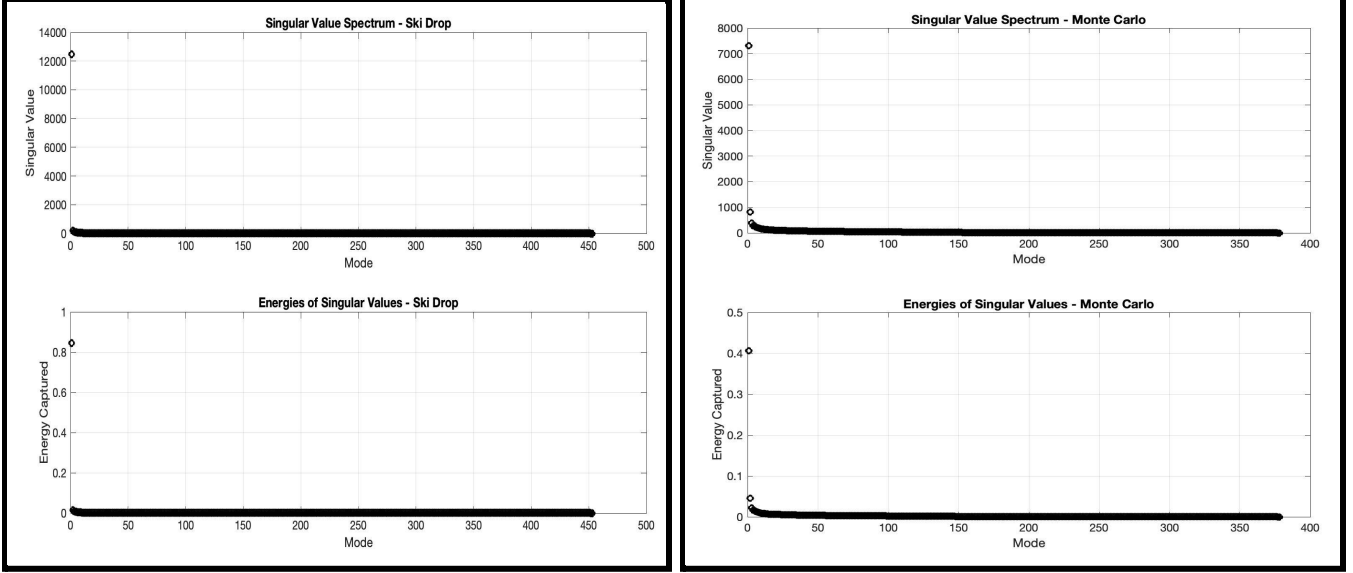 Singular Value Spectrum - Ski Drop
14000
12000
10000
8000
6000
4000
2000
0
Singular Value
0 50 100 150 200 250 300 350 400 450 500
Mode
Energies of Singular Values - Ski Drop
1
0.8
0.6
0.4
0.2
0
Energy Captured
0 50 100 150 200 250 300 350 400 450 500
Mode
Singular Value Spectrum - Monte Carlo
8000
7000
6000
5000
4000
3000
2000
1000
0
Singular Value
0 50 100 150 200 250 300 350 400
Mode
Energies of Singular Values - Monte Carlo
0.5
0.4
0.3
0.2
0.1
0
Energy Captured
0 50 100 150 200 250 300 350 400
Mode